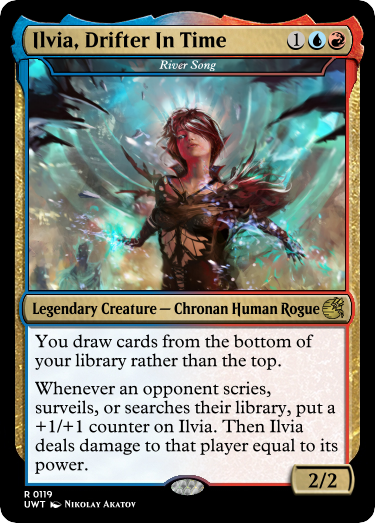 Ilvia, Drifter In Time 1
River Song
Legendary Creature — Chronan Human Rogue
You draw cards from the bottom of
your library rather than the top.
Whenever an opponent scries,
surveils, or searches their library, put a
+1/+1 counter on Ilvia. Then Ilvia
deals damage to that player equal to its
power.
2/2
R 0119
UWT Nikolay Akatov